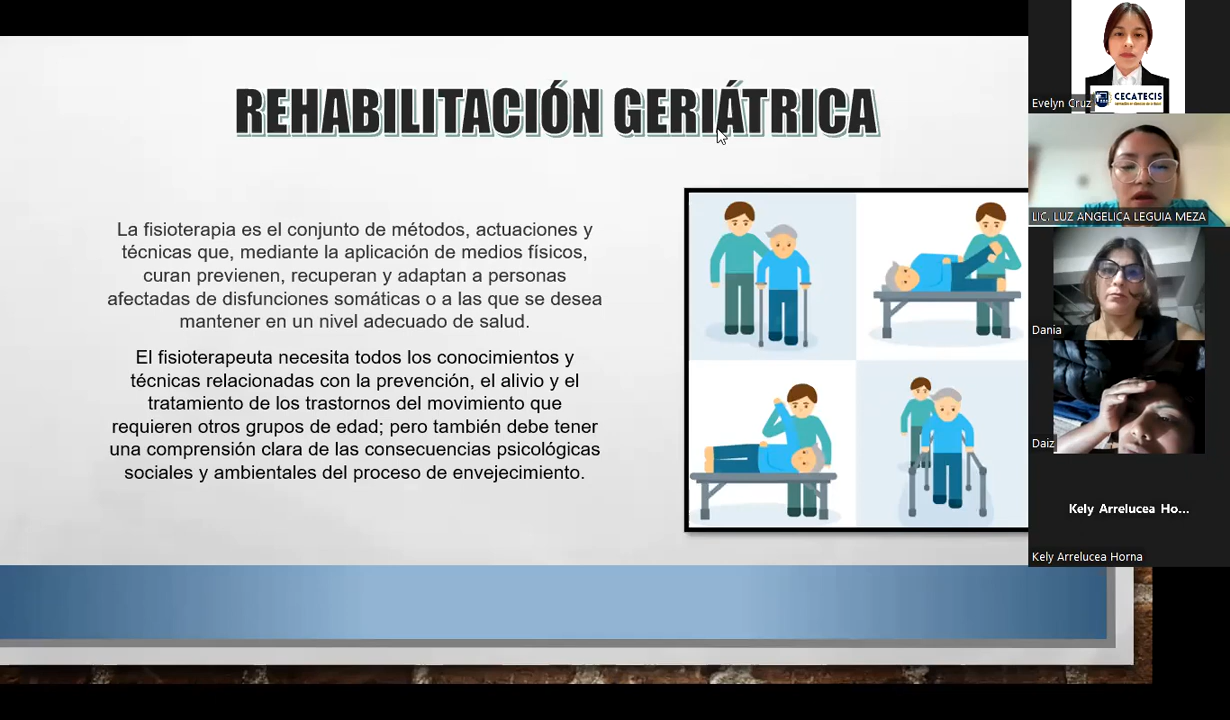 REHABILITACIÓN GERIÁTRICA
La fisioterapia es el conjunto de métodos, actuaciones y
técnicas que, mediante la aplicación de medios físicos,
curan previenen, recuperan y adaptan a personas
afectadas de disfunciones somáticas o a las que se desea
mantener en un nivel adecuado de salud.
El fisioterapeuta necesita todos los conocimientos y
técnicas relacionadas con la prevención, el alivio y el
tratamiento de los trastornos del movimiento que
requieren otros grupos de edad; pero también debe tener
una comprensión clara de las consecuencias psicológicas
sociales y ambientales del proceso de envejecimiento.
Evelyn Cruz
CECATECIS
LIC. LUZ ANGELICA LEGUIA MEZA
Dania
Daiz
Kely Arrelucea Ho...
Kely Arrelucea Horna